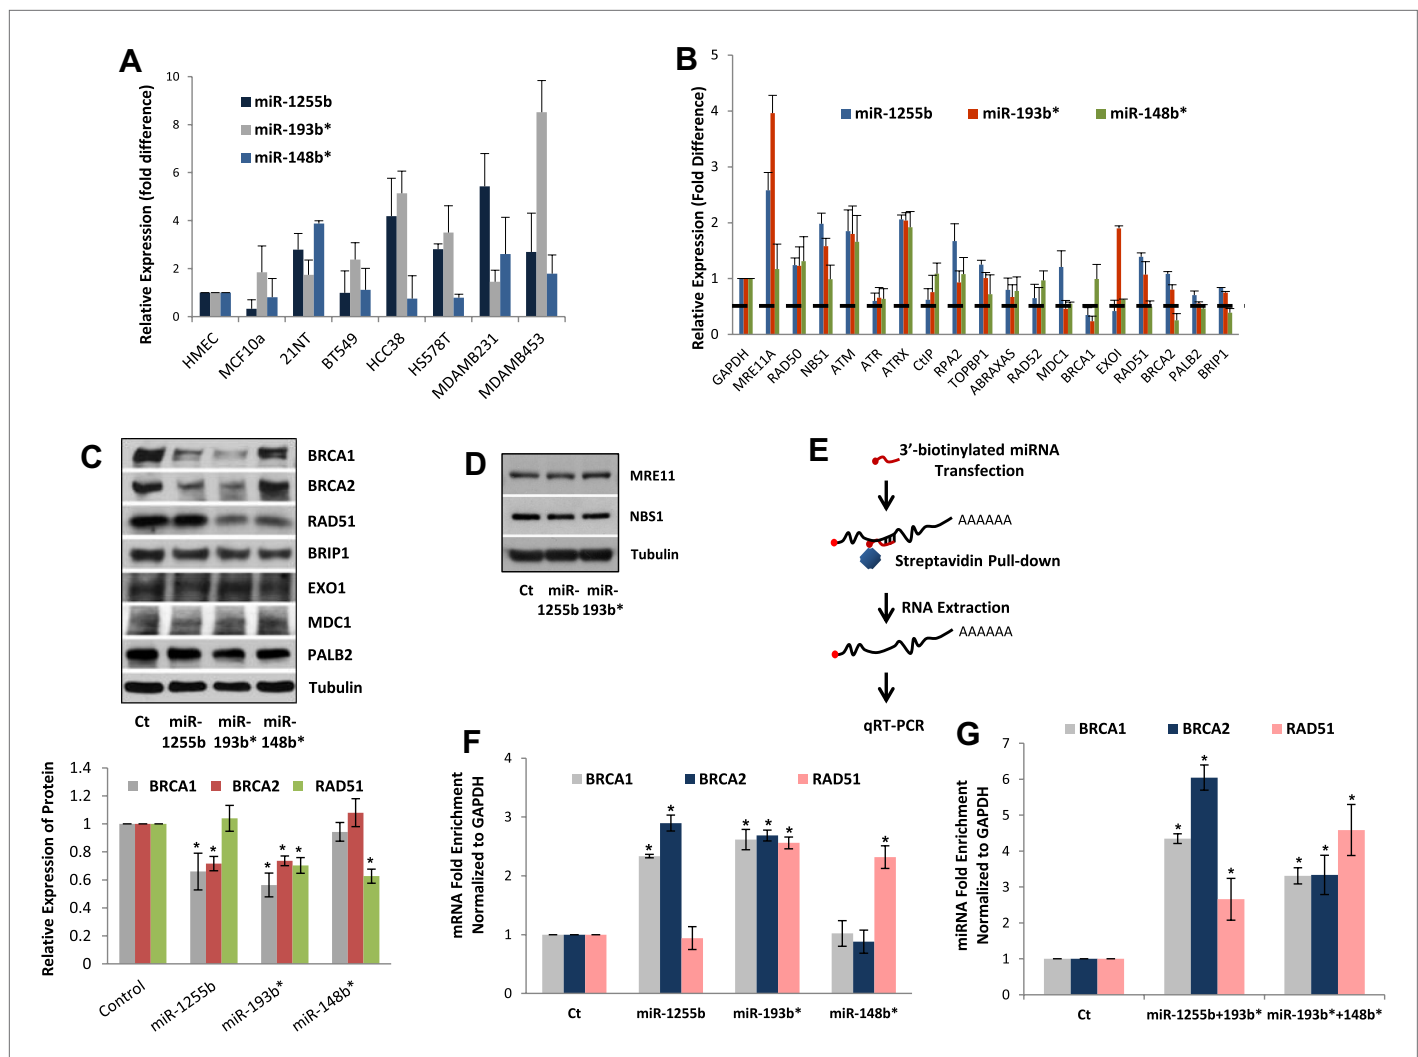 A
Relative Expression (fold difference)
10
8
6
4
2
0
miR-1255b
miR-193b*
miR-148b*
HMEC
MCF10a
21NT
BT549
HCC38
HS578T
MDAMB231
MDAMB453
B
Relative Expression (Fold Difference)
5
4
3
2
1
0
miR-1255b
miR-193b*
miR-148b*
GAPDH
MRE11A
RAD50
NBS1
ATM
ATR
ATRX
CtIP
RPA2
TOPBP1
ABRAXAS
RAD52
MDC1
BRCA1
EXOI
RAD51
BRCA2
PALB2
BRIP1
C
BRCA1
BRCA2
RAD51
BRIP1
EXO1
MDC1
PALB2
Tubulin
Ct miR- miR- miR-
1255b 193b* 148b*
Relative Expression of Protein
1.4
1.2
1
0.8
0.6
0.4
0.2
0
BRCA1 BRCA2 RAD51
* * * * * *
Control
miR-1255b
miR-193b*
miR-148b*
D
MRE11
NBS1
Tubulin
Ct miR- miR-
1255b 193b*
E
3’-biotinylated miRNA
Transfection
AAAAAA
Streptavidin Pull-down
RNA Extraction
AAAAAA
qRT-PCR
F
mRNA Fold Enrichment
Normalized to GAPDH
4
3
2
1
0
BRCA1 BRCA2 RAD51
* * * * * *
Ct miR-1255b miR-193b* miR-148b*
G
miRNA Fold Enrichment
Normalized to GAPDH
7
6
5
4
3
2
1
0
BRCA1 BRCA2 RAD51
* * * * * *
Ct miR-1255b+193b* miR-193b*+148b*